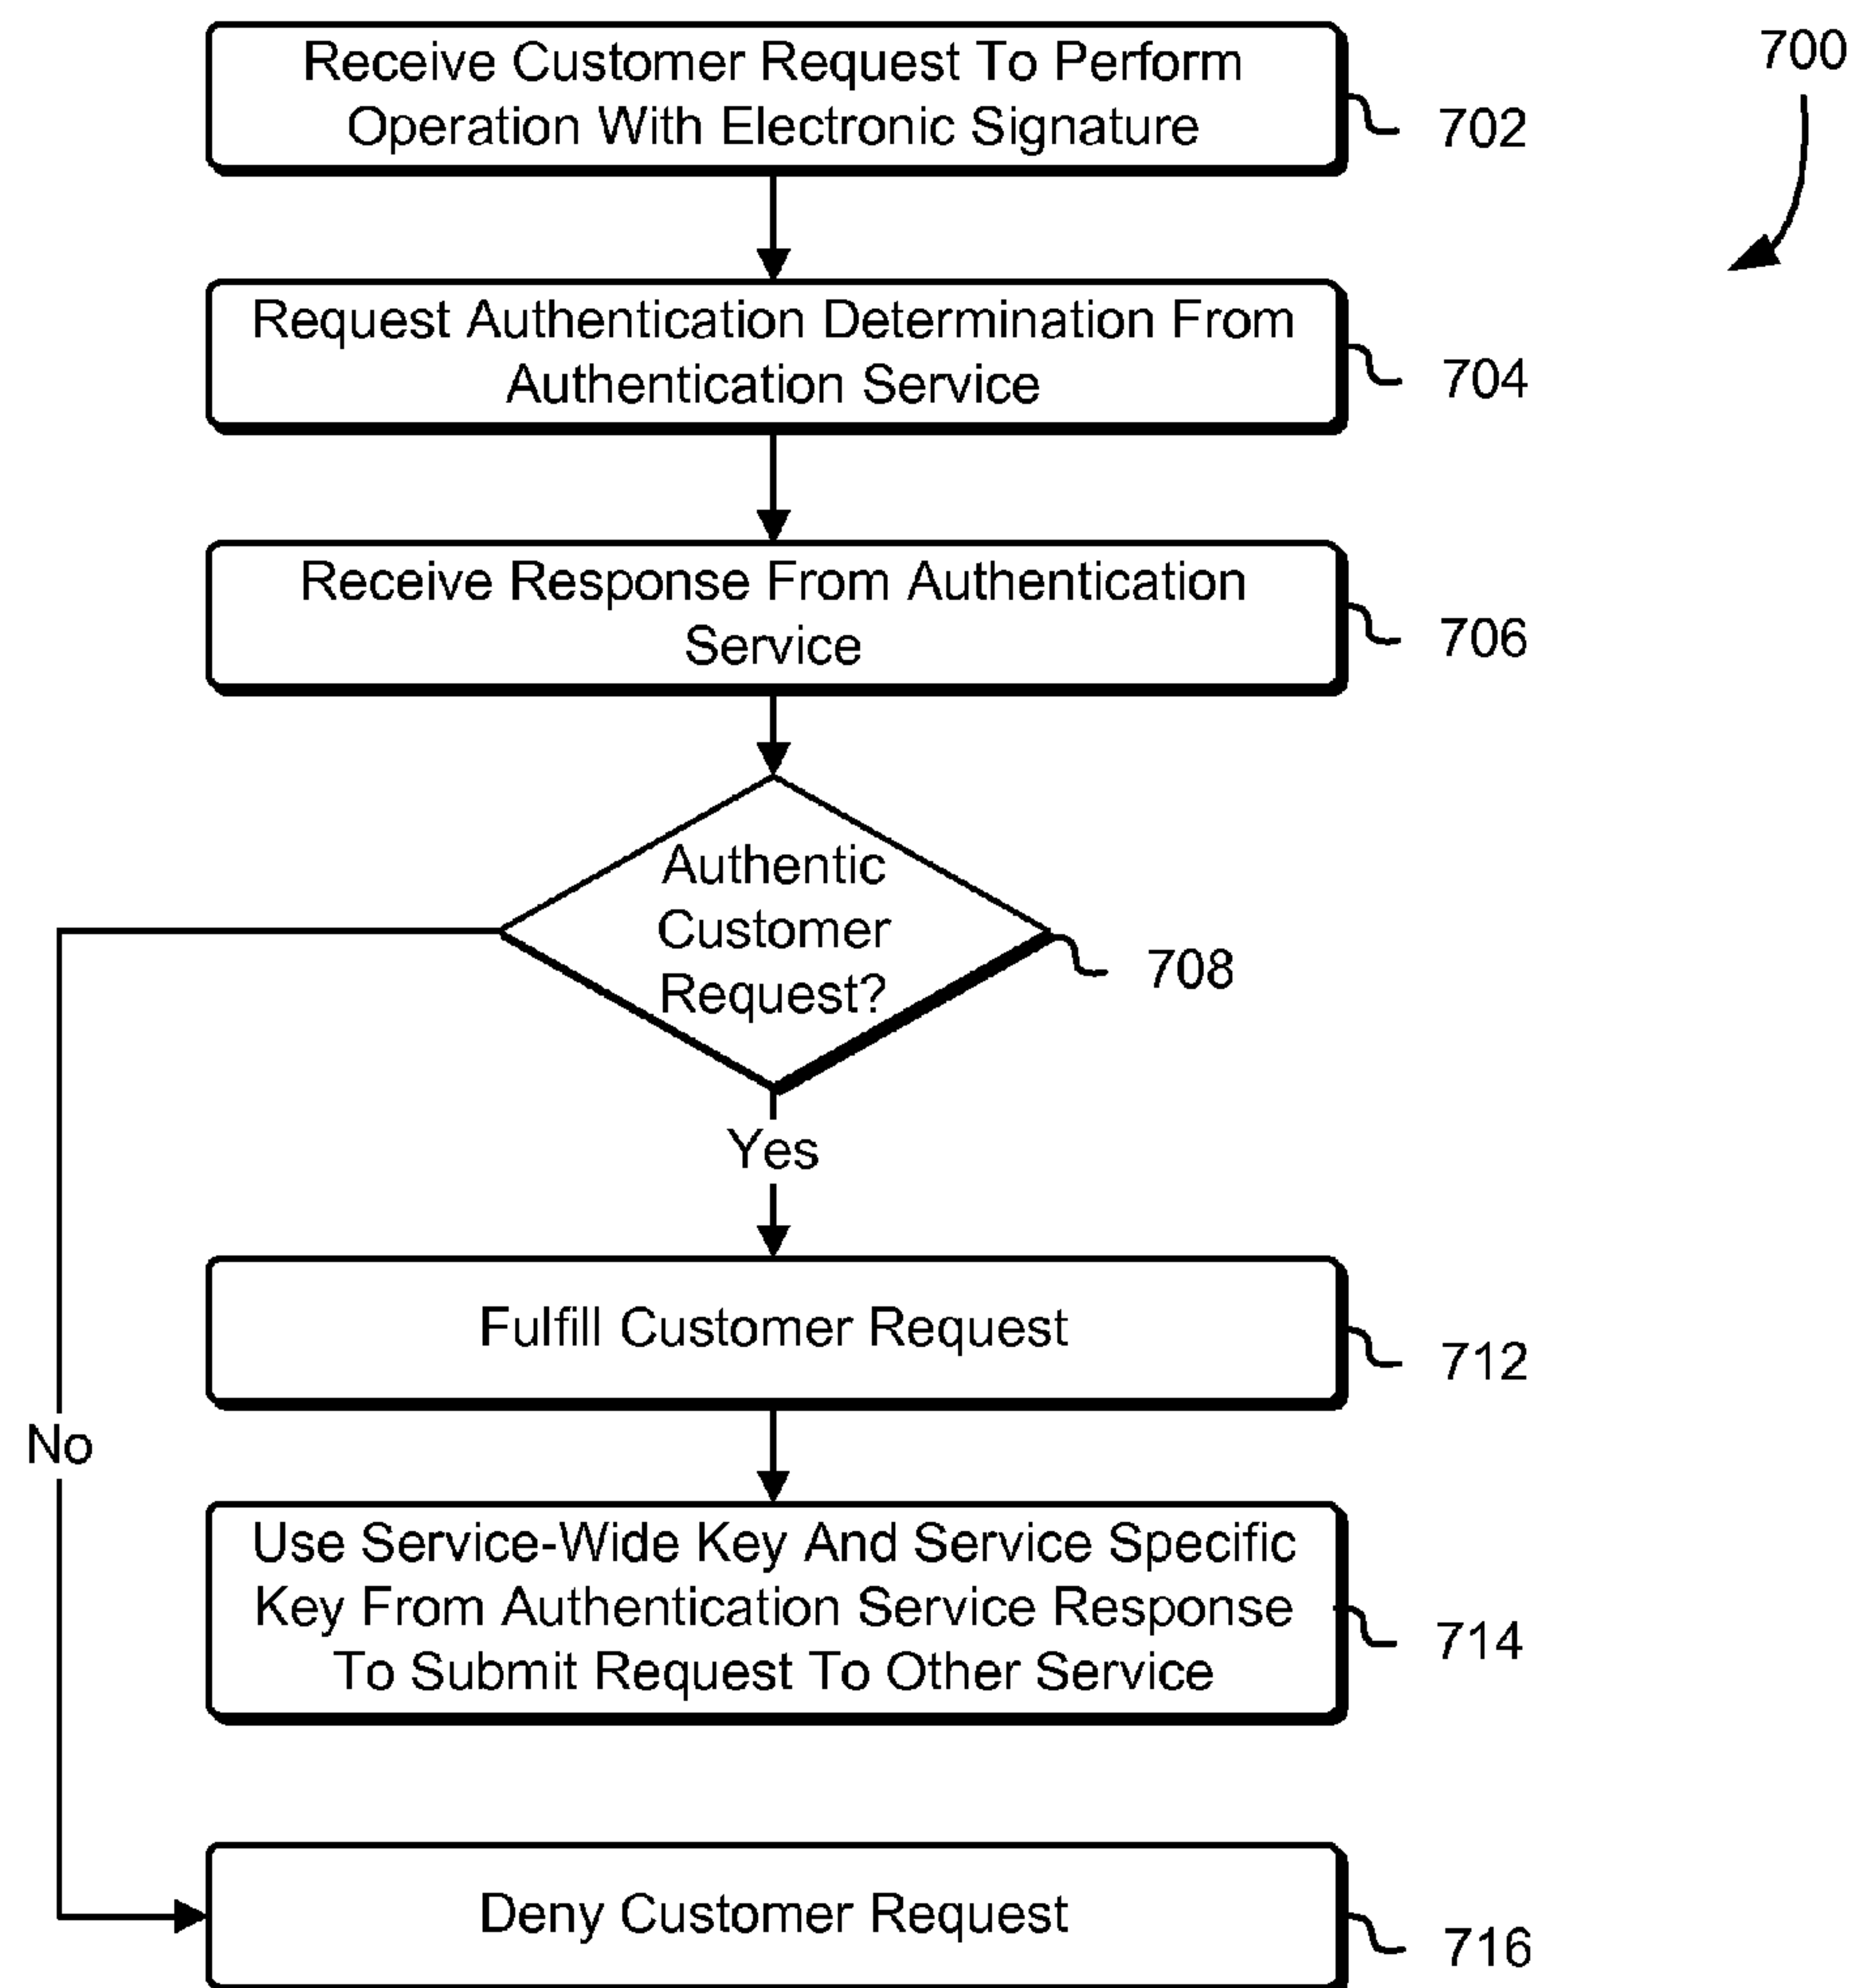 700
Receive Customer Request To Perform
Operation With Electronic Signature
702
Request Authentication Determination From
Authentication Service
704
Receive Response From Authentication
Service
706
Authentic
Customer
Request?
708
Yes
Fulfill Customer Request
712
No
Use Service-Wide Key And Service Specific
Key From Authentication Service Response
To Submit Request To Other Service
714
Deny Customer Request
716